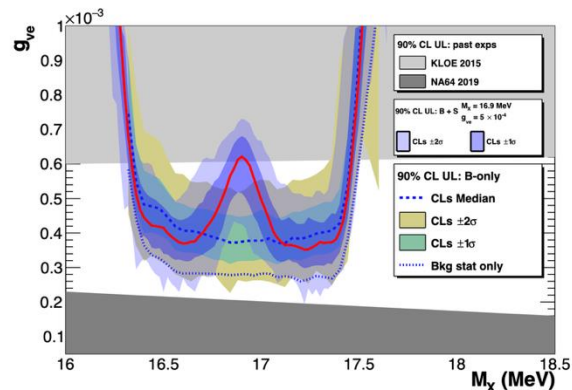 ×10⁻³
g_ve
1
0.9
0.8
0.7
0.6
0.5
0.4
0.3
0.2
0.1
16
16.5
17
17.5
18
18.5
M_X (MeV)
90% CL UL: past exps
KLOE 2015
NA64 2019
90% CL UL: B + S M_X = 16.9 MeV
g_ve = 5 × 10⁻⁴
CLs ±2σ CLs ±1σ
90% CL UL: B-only
CLs Median
CLs ±2σ
CLs ±1σ
Bkg stat only